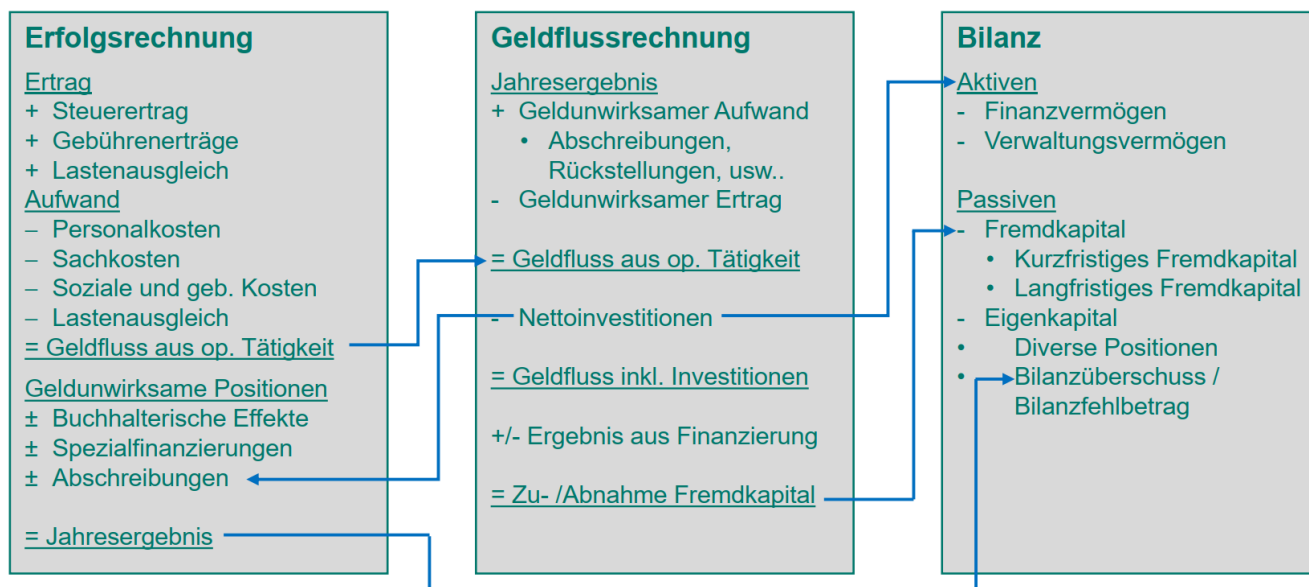 Erfolgsrechnung
Ertrag
+ Steuerertrag
+ Gebührenerträge
+ Lastenausgleich
Aufwand
– Personalkosten
– Sachkosten
– Soziale und geb. Kosten
– Lastenausgleich
= Geldfluss aus op. Tätigkeit
Geldunwirksame Positionen
± Buchhalterische Effekte
± Spezialfinanzierungen
± Abschreibungen
= Jahresergebnis
Geldflussrechnung
Jahresergebnis
+ Geldunwirksamer Aufwand
• Abschreibungen,
Rückstellungen, usw..
- Geldunwirksamer Ertrag
= Geldfluss aus op. Tätigkeit
- Nettoinvestitionen
= Geldfluss inkl. Investitionen
+/- Ergebnis aus Finanzierung
= Zu- /Abnahme Fremdkapital
Bilanz
Aktiven
- Finanzvermögen
- Verwaltungsvermögen
Passiven
- Fremdkapital
• Kurzfristiges Fremdkapital
• Langfristiges Fremdkapital
- Eigenkapital
• Diverse Positionen
• Bilanzüberschuss /
Bilanzfehlbetrag